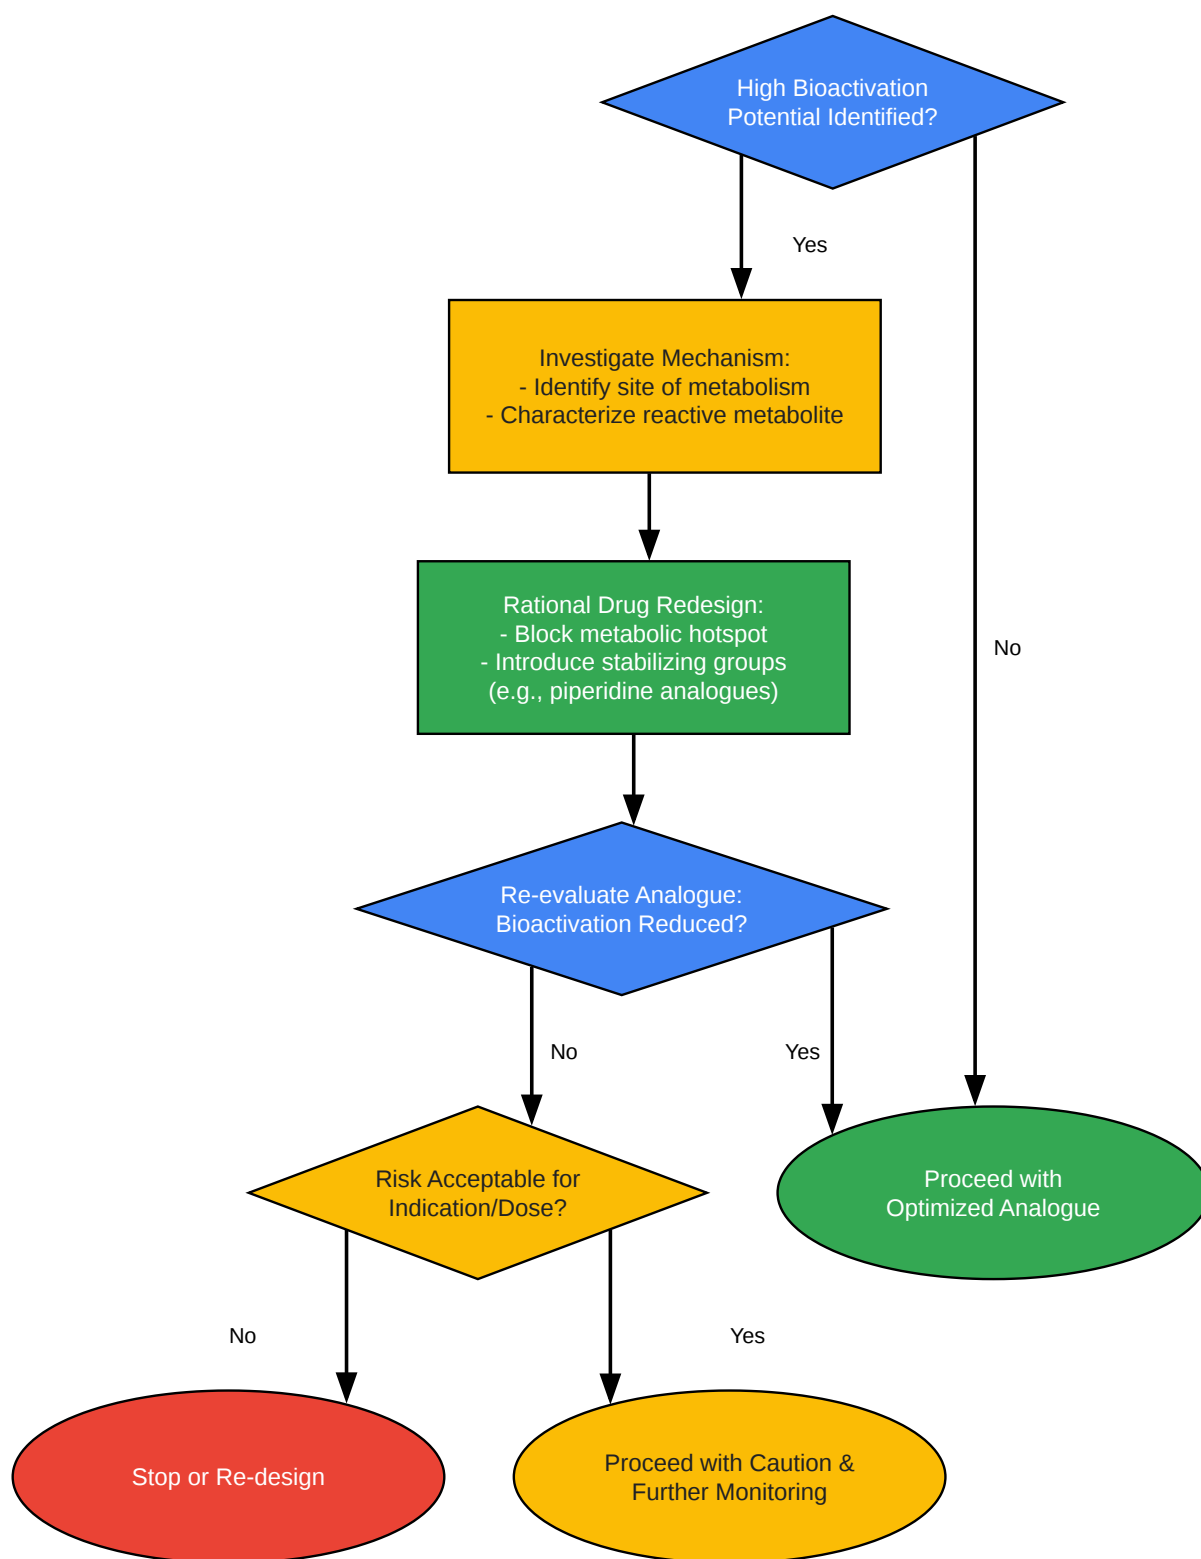 High Bioactivation
Potential Identified?
Yes
Investigate Mechanism:
- Identify site of metabolism
- Characterize reactive metabolite
Rational Drug Redesign:
- Block metabolic hotspot
- Introduce stabilizing groups
(e.g., piperidine analogues)
No
Re-evaluate Analogue:
Bioactivation Reduced?
No
Yes
Risk Acceptable for
Indication/Dose?
Proceed with
Optimized Analogue
No
Yes
Stop or Re-design
Proceed with Caution &
Further Monitoring